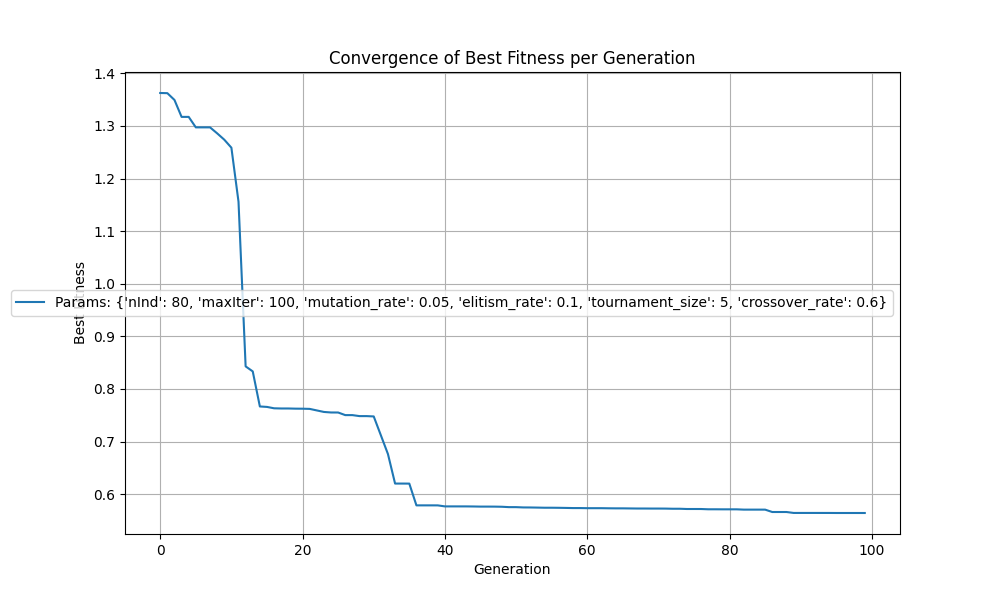 Convergence of Best Fitness per Generation
1.4
1.3
1.2
1.1
1.0
0.9
0.8
0.7
0.6
Best
ness
Params: {'nInd': 80, 'maxIter': 100, 'mutation_rate': 0.05, 'elitism_rate': 0.1, 'tournament_size': 5, 'crossover_rate': 0.6}
0 20 40 60 80 100
Generation